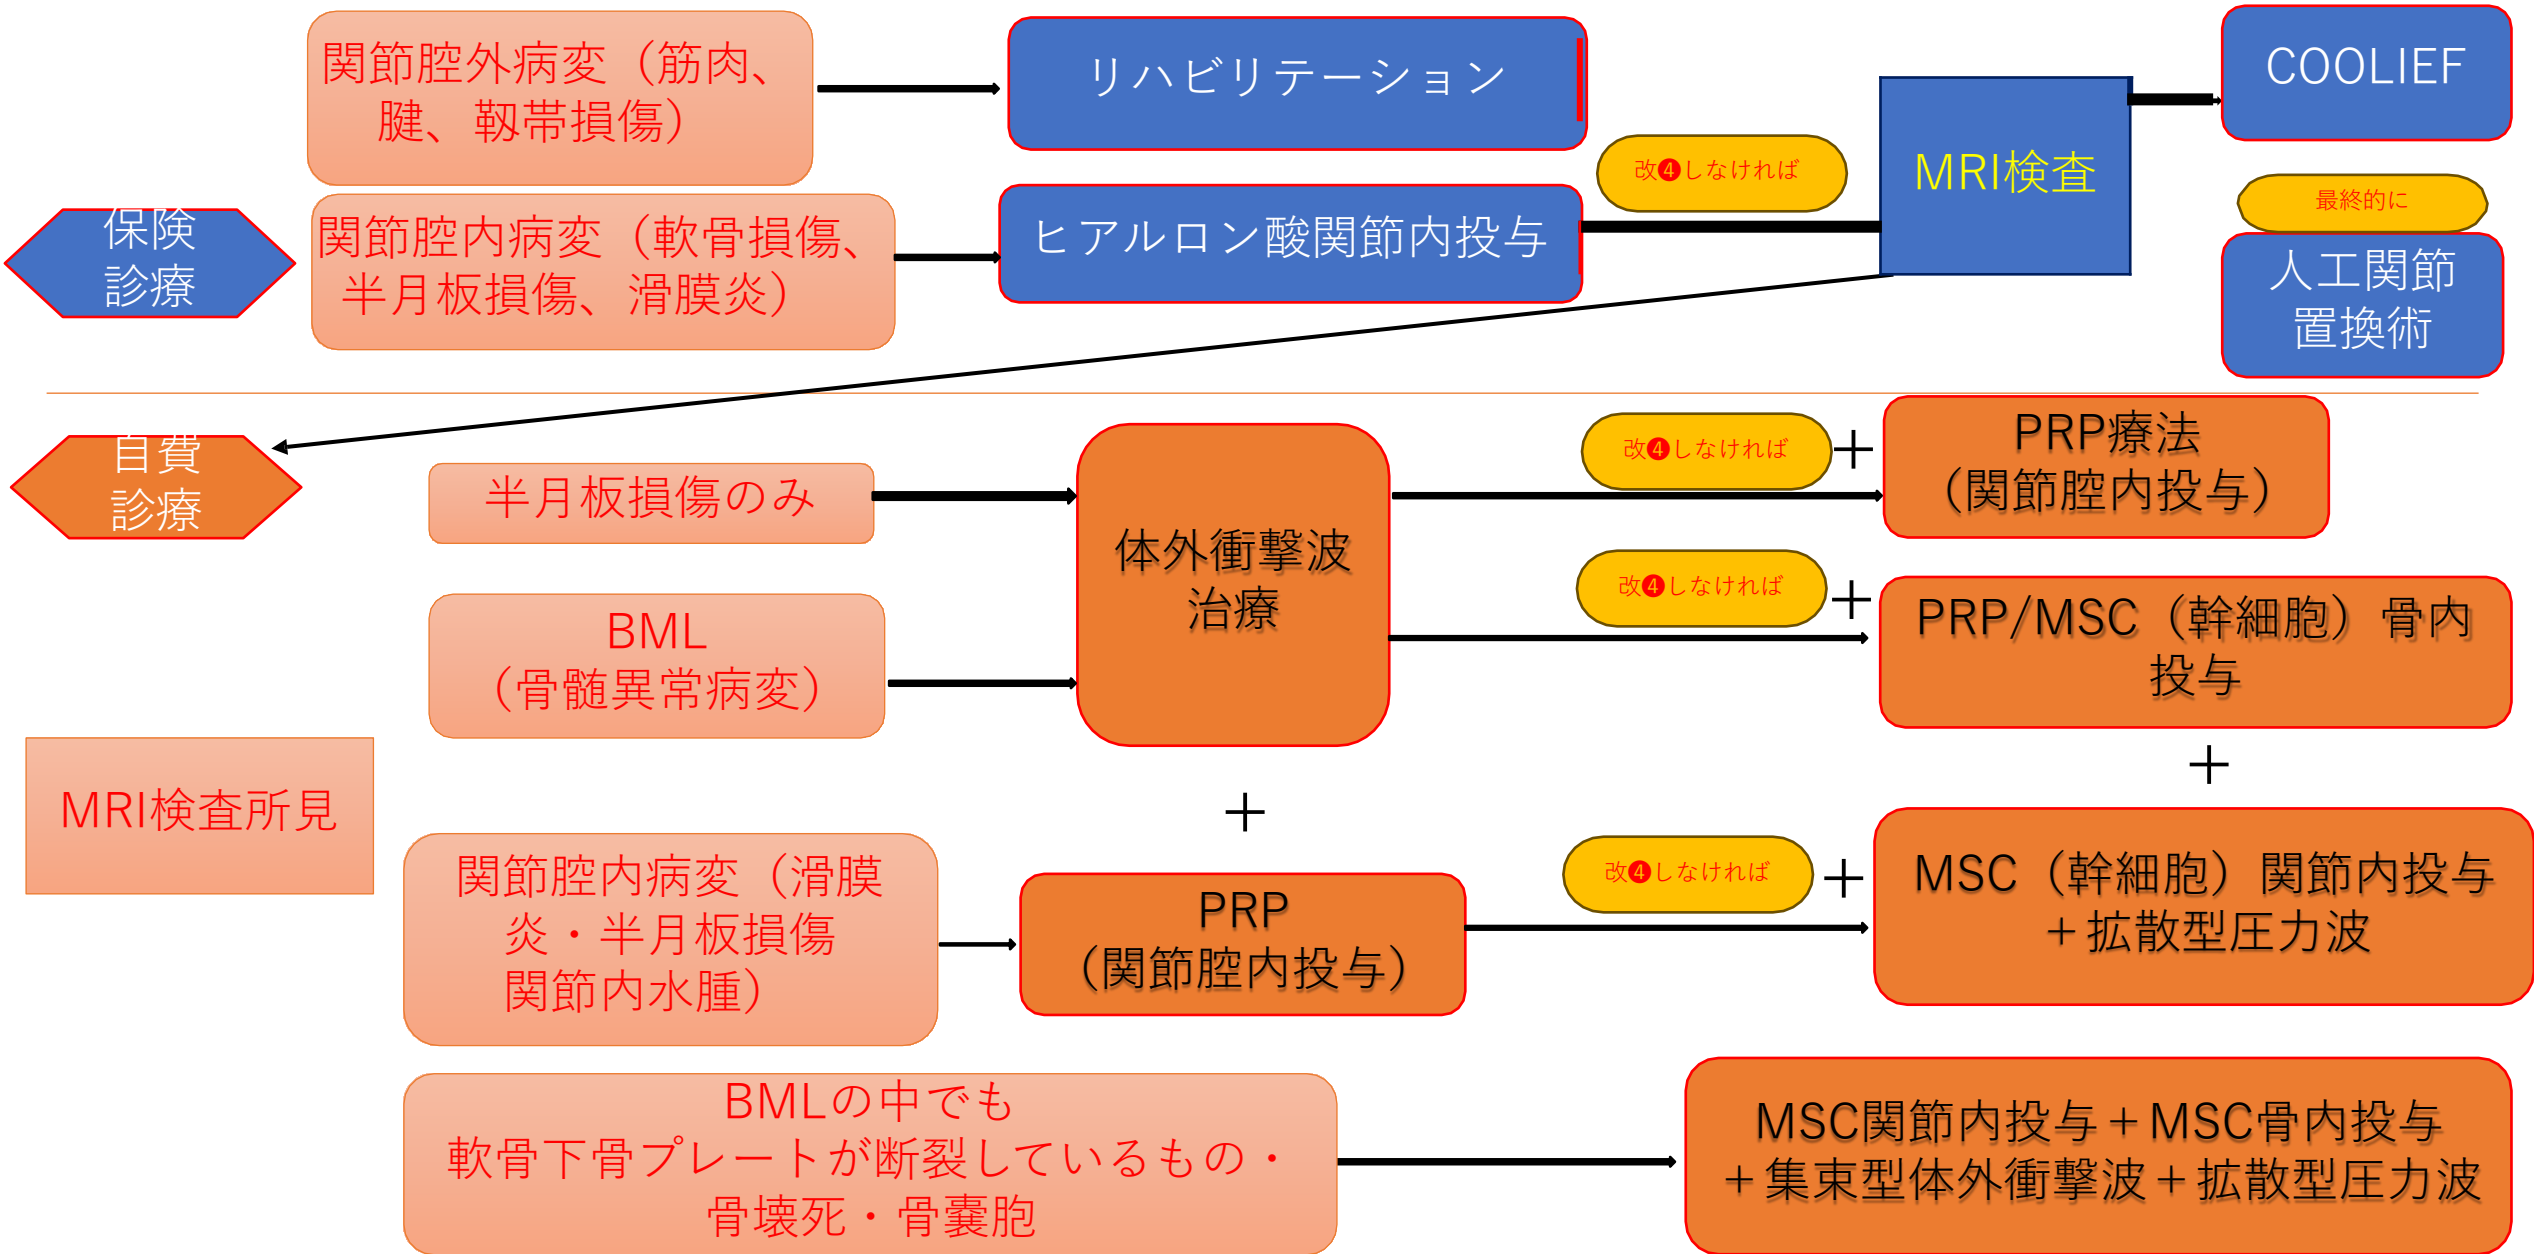 関節腔外病変（筋肉、
腱、靱帯損傷）
リハビリテーション
COOLIEF
改❹しなければ
MRI検査
最終的に
保険
診療
関節腔内病変（軟骨損傷、
半月板損傷、滑膜炎）
ヒアルロン酸関節内投与
人工関節
置換術
自費
診療
半月板損傷のみ
体外衝撃波
治療
改❹しなければ
＋
PRP療法
（関節腔内投与）
BML
（骨髄異常病変）
改❹しなければ
＋
PRP/MSC（幹細胞）骨内
投与
＋
MRI検査所見
＋
関節腔内病変（滑膜
炎・半月板損傷
関節内水腫）
PRP
（関節腔内投与）
改❹しなければ
＋
MSC（幹細胞）関節内投与
＋拡散型圧力波
BMLの中でも
軟骨下骨プレートが断裂しているもの・
骨壊死・骨嚢胞
MSC関節内投与＋MSC骨内投与
＋集束型体外衝撃波＋拡散型圧力波